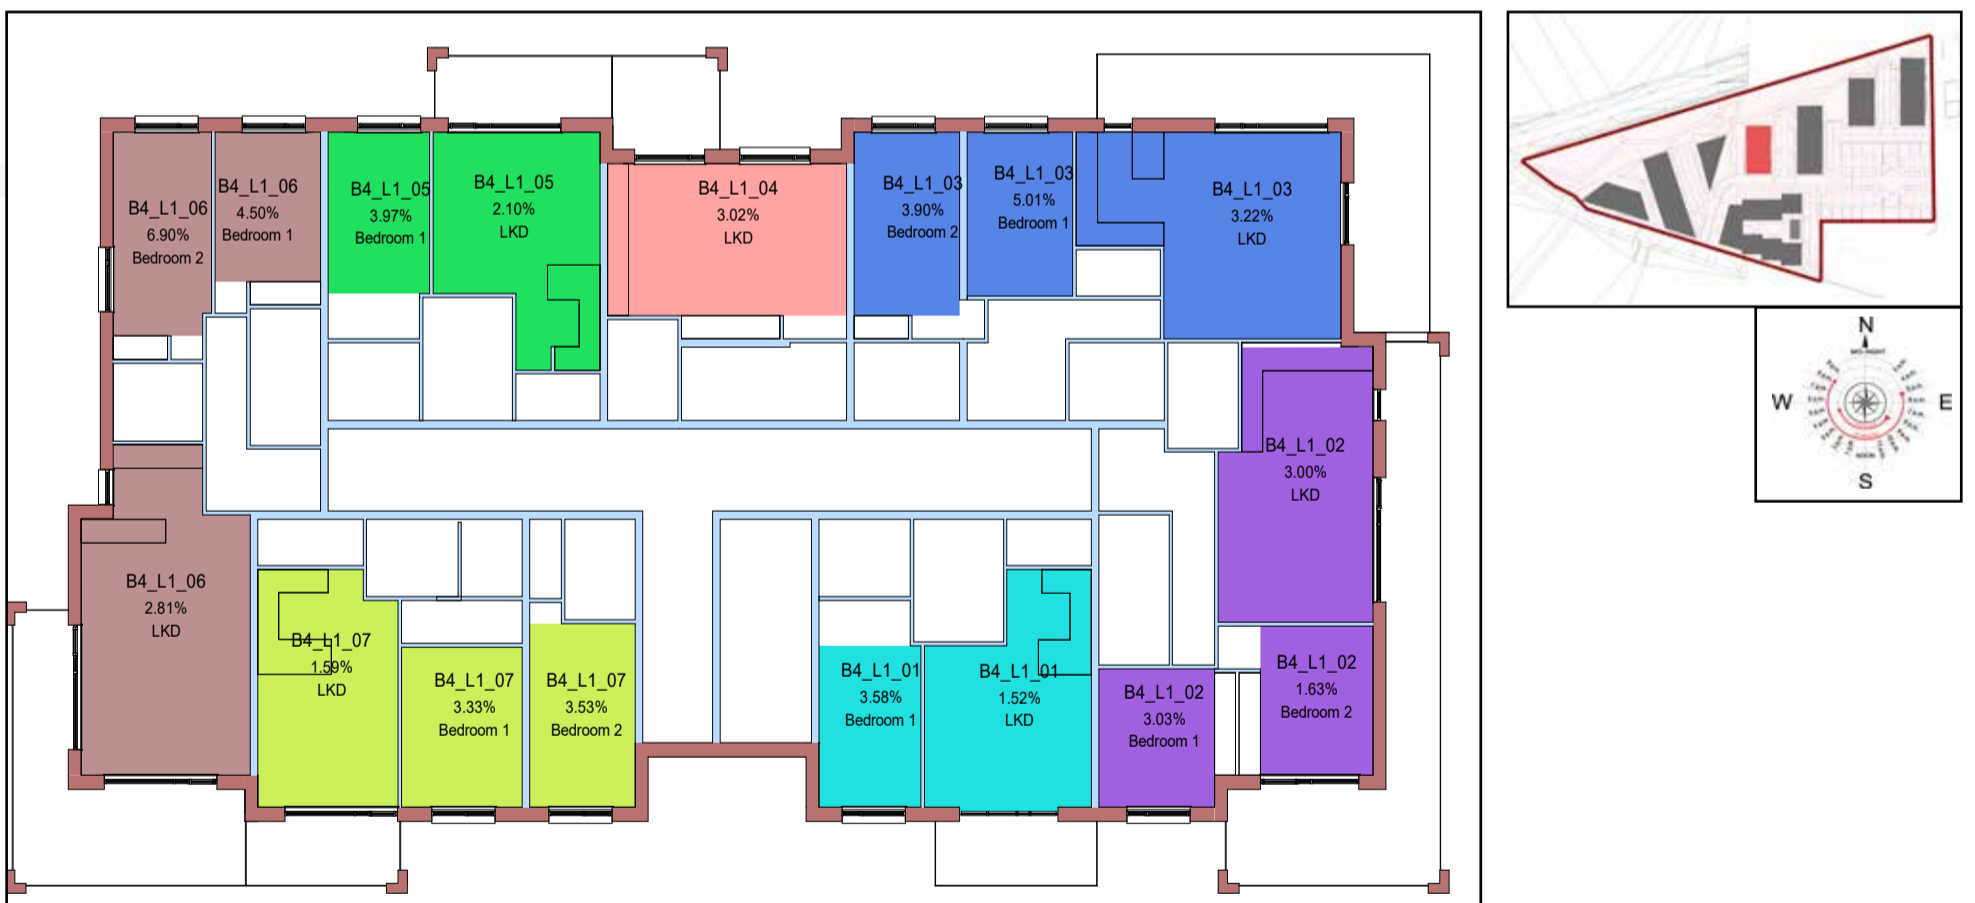 B4_L1_06
6.90%
Bedroom 2
B4_L1_06
4.50%
Bedroom 1
B4_L1_05
3.97%
Bedroom 1
B4_L1_05
2.10%
LKD
B4_L1_04
3.02%
LKD
B4_L1_03
3.90%
Bedroom 2
B4_L1_03
5.01%
Bedroom 1
B4_L1_03
3.22%
LKD
B4_L1_02
3.00%
LKD
B4_L1_06
2.81%
LKD
B4_L1_07
1.59%
LKD
B4_L1_07
3.33%
Bedroom 1
B4_L1_07
3.53%
Bedroom 2
B4_L1_01
3.58%
Bedroom 1
B4_L1_01
1.52%
LKD
B4_L1_02
3.03%
Bedroom 1
B4_L1_02
1.63%
Bedroom 2
N
W
E
S